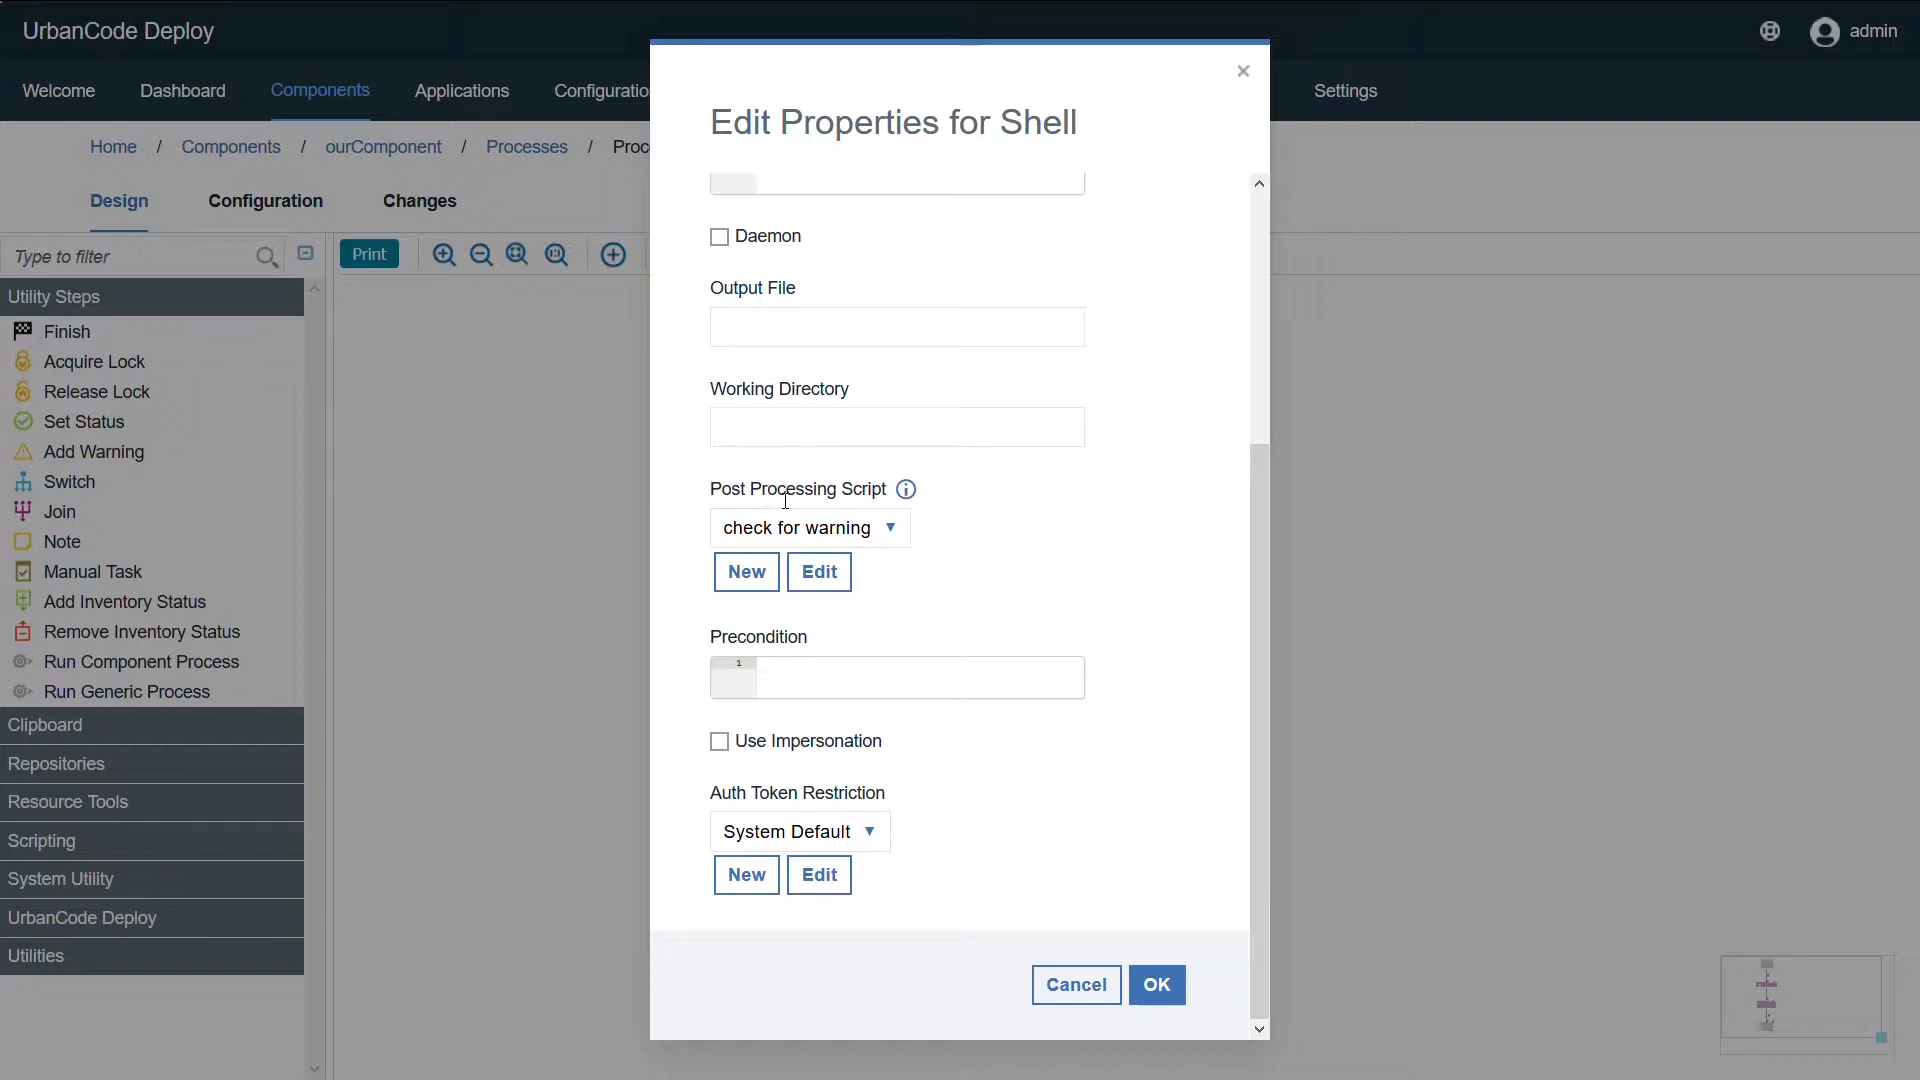 UrbanCode Deploy
admin
Welcome
Dashboard
Components
Applications
Configuratio
Settings
Home / Components / ourComponent / Processes / Proc
Design
Configuration
Changes
Type to filter
Print
Utility Steps
Finish
Acquire Lock
Release Lock
Set Status
Add Warning
Switch
Join
Note
Manual Task
Add Inventory Status
Remove Inventory Status
Run Component Process
Run Generic Process
Clipboard
Repositories
Resource Tools
Scripting
System Utility
UrbanCode Deploy
Utilities
Edit Properties for Shell
Daemon
Output File
Working Directory
Post Processing Script
check for warning
New
Edit
Precondition
1
Use Impersonation
Auth Token Restriction
System Default
New
Edit
Cancel
OK